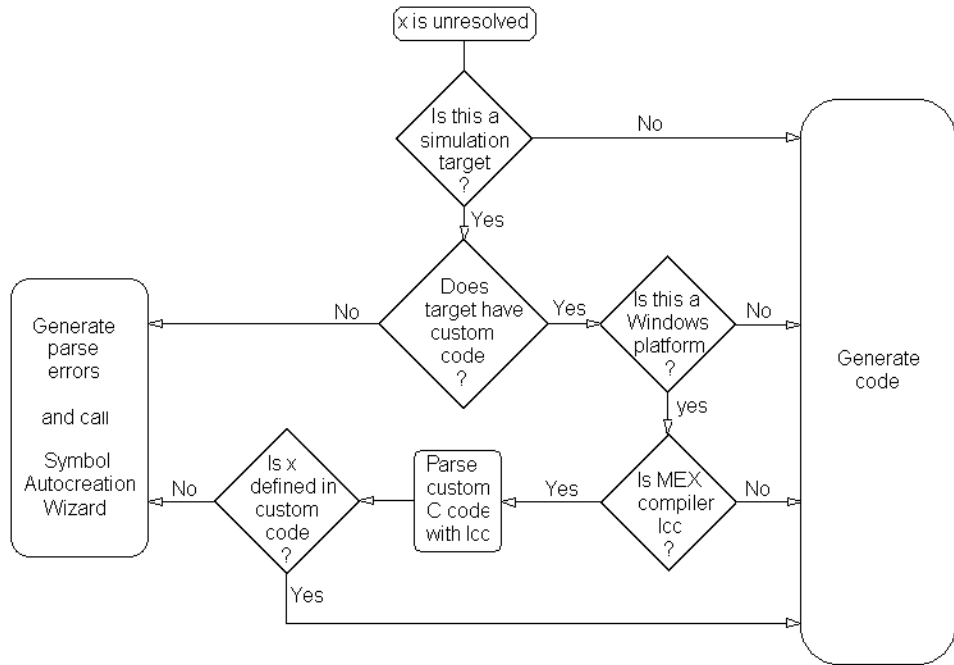 x is unresolved
Is this a
simulation
target
?
No
Yes
Does
target have
custom
code
?
No
Yes
Is this a
Windows
platform
?
No
yes
Generate
parse
errors
and call
Symbol
Autocreation
Wizard
Generate
code
Is MEX
compiler
lcc
?
No
Yes
Parse
custom
C code
with lcc
Is x
defined in
custom
code
?
No
Yes